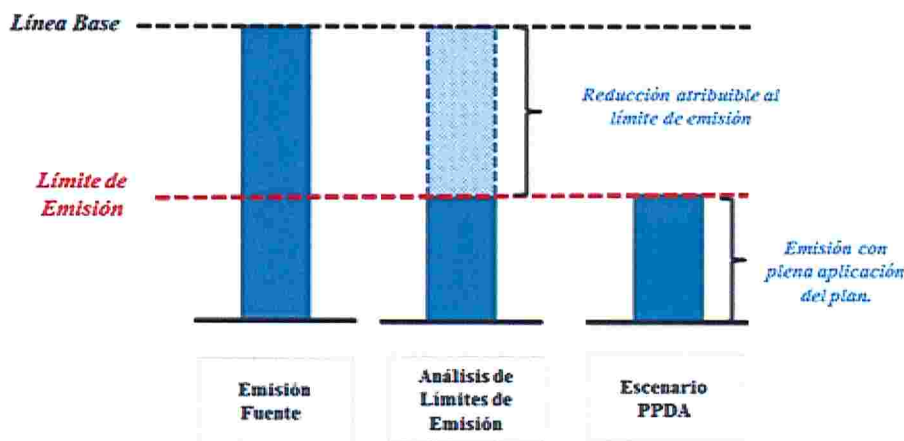 Línea Base
Reducción atribuible al
límite de emisión
Límite de
Emisión
Emisión con
plena aplicación
del plan.
Emisión
Fuente
Análisis de
Límites de
Emisión
Escenario
PPDA